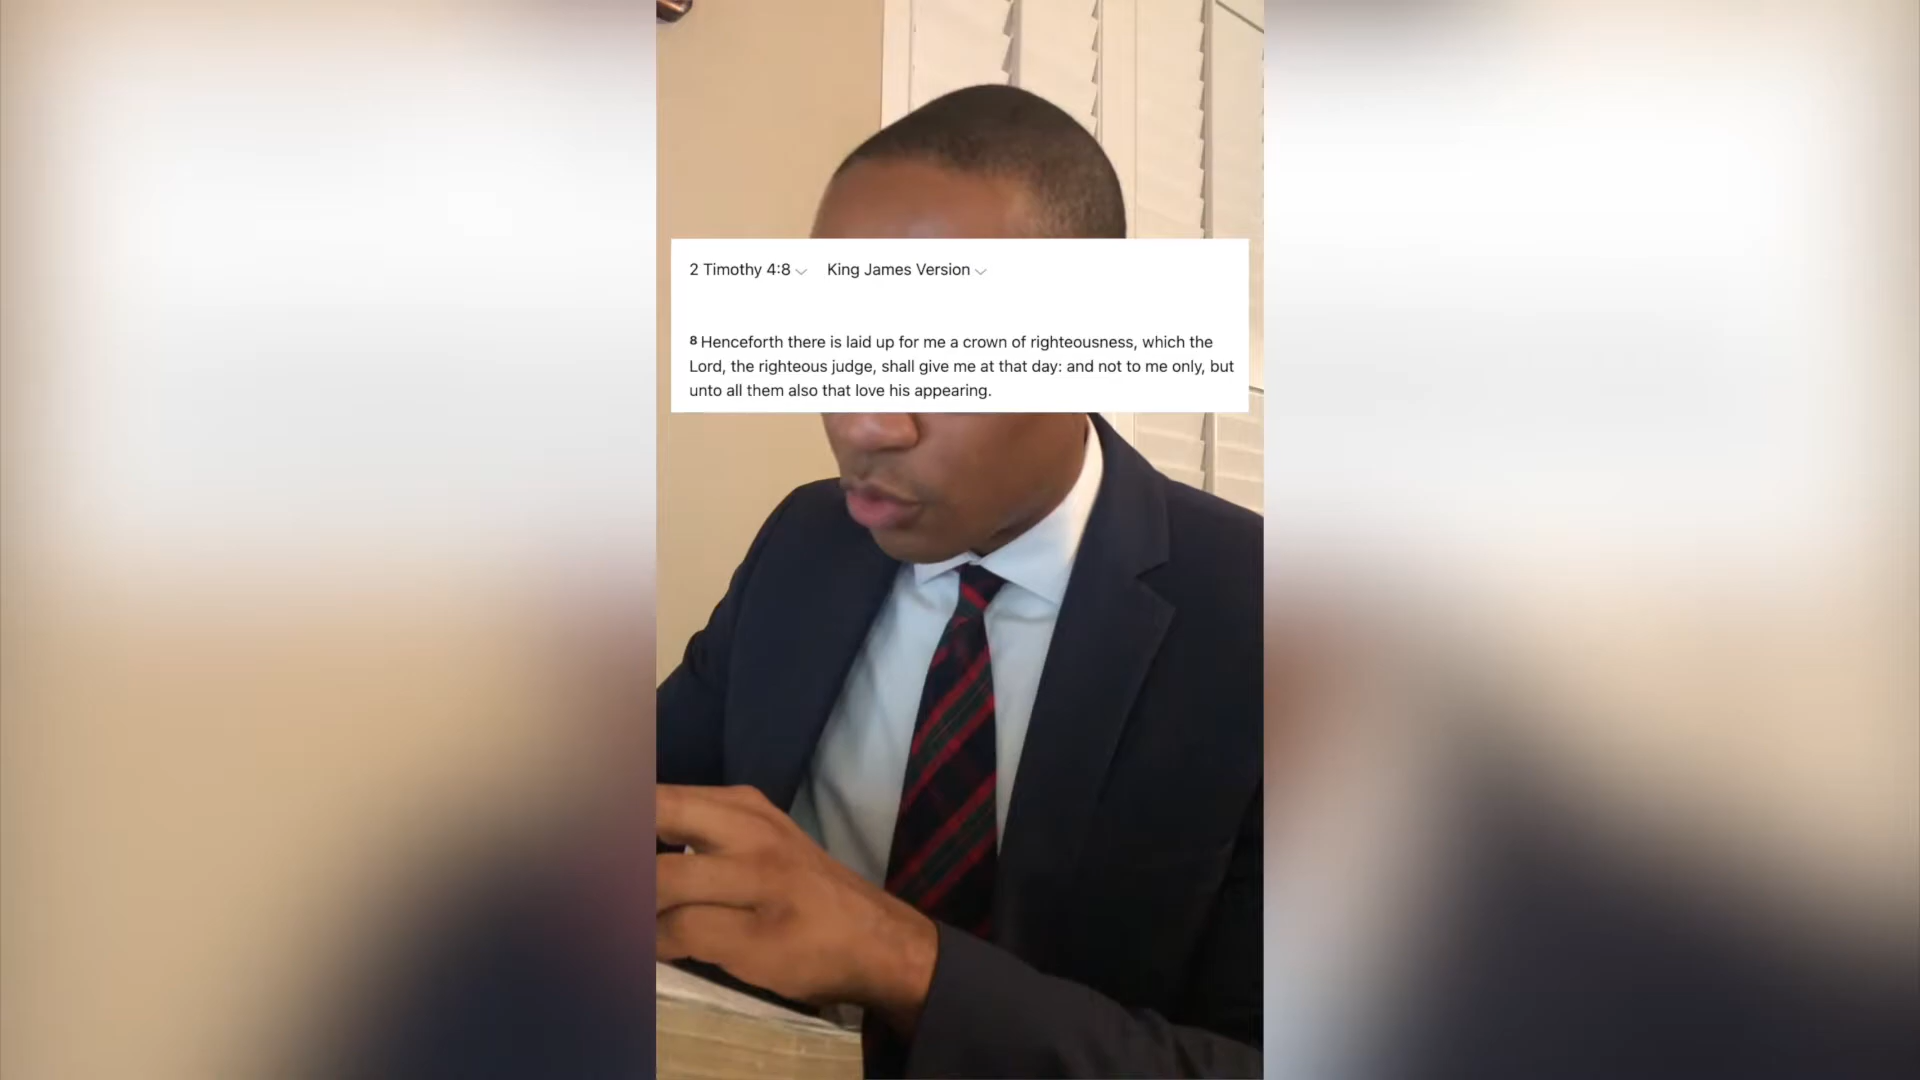 2 Timothy 4:8 King James Version
8 Henceforth there is laid up for me a crown of righteousness, which the
Lord, the righteous judge, shall give me at that day: and not to me only, but
unto all them also that love his appearing.